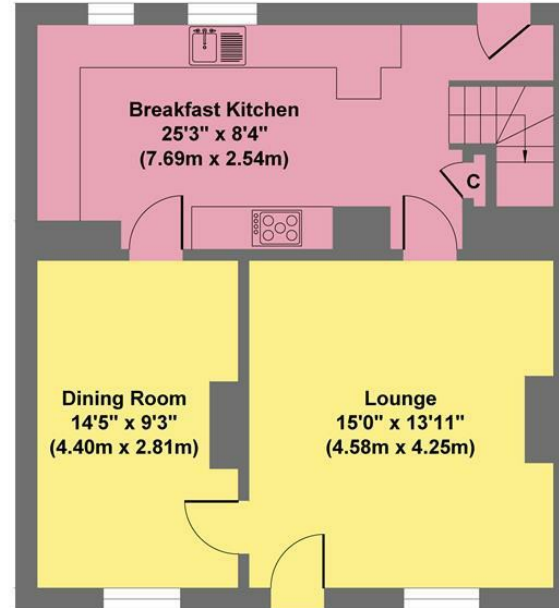 Breakfast Kitchen
25'3" x 8'4"
(7.69m x 2.54m)
C
Dining Room
14'5" x 9'3"
(4.40m x 2.81m)
Lounge
15'0" x 13'11"
(4.58m x 4.25m)